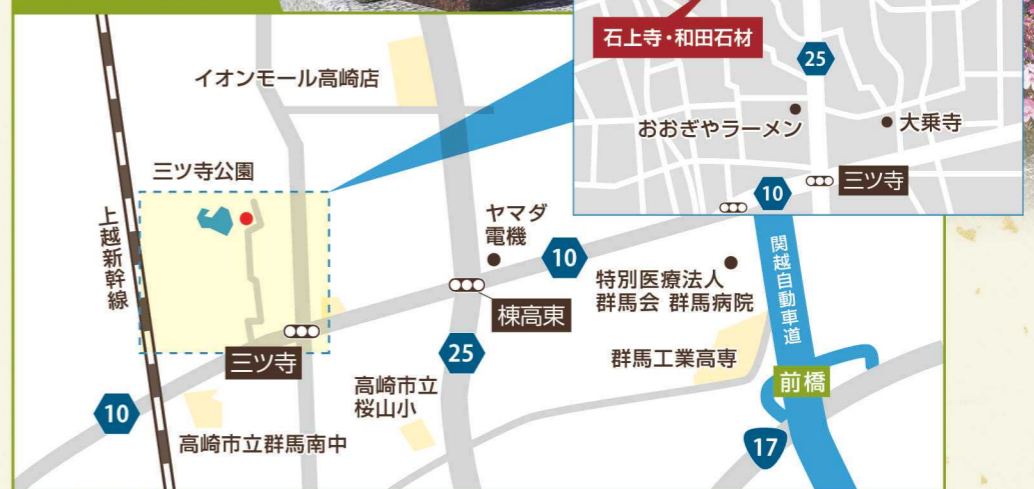 石上寺・和田石材
25
おおぎやラーメン
大乗寺
三ツ寺
10
イオンモール高崎店
三ツ寺公園
上越新幹線
ヤマダ
電機
10
特別医療法人
群馬会 群馬病院
関越自動車道
棟高東
三ツ寺
25
群馬工業高専
前橋
高崎市立
桜山小
10
高崎市立群馬南中
17